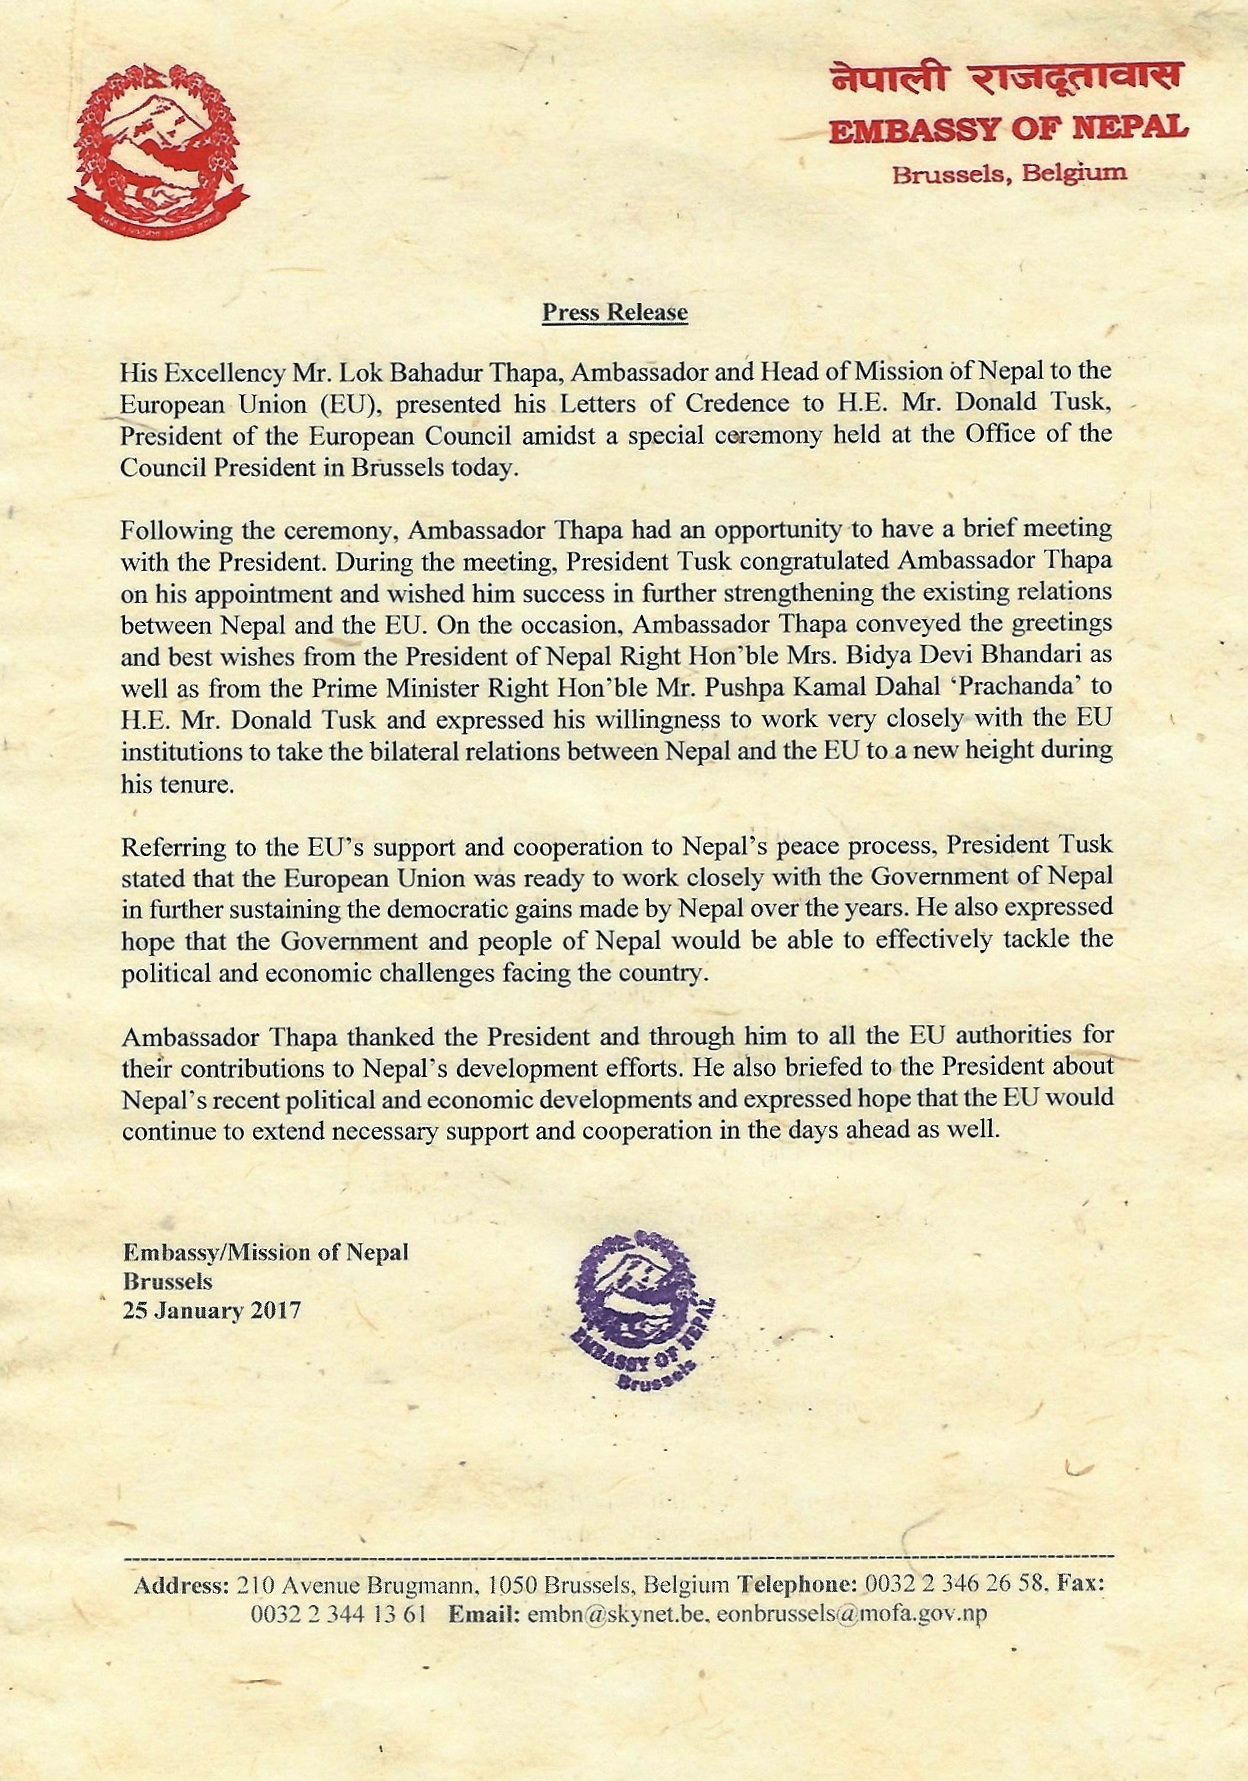 नेपाली राजदूतावास
EMBASSY OF NEPAL
Brussels, Belgium
Press Release
His Excellency Mr. Lok Bahadur Thapa, Ambassador and Head of Mission of Nepal to the
European Union (EU), presented his Letters of Credence to H.E. Mr. Donald Tusk,
President of the European Council amidst a special ceremony held at the Office of the
Council President in Brussels today.
Following the ceremony, Ambassador Thapa had an opportunity to have a brief meeting
with the President. During the meeting, President Tusk congratulated Ambassador Thapa
on his appointment and wished him success in further strengthening the existing relations
between Nepal and the EU. On the occasion, Ambassador Thapa conveyed the greetings
and best wishes from the President of Nepal Right Hon’ble Mrs. Bidya Devi Bhandari as
well as from the Prime Minister Right Hon’ble Mr. Pushpa Kamal Dahal ‘Prachanda’ to
H.E. Mr. Donald Tusk and expressed his willingness to work very closely with the EU
institutions to take the bilateral relations between Nepal and the EU to a new height during
his tenure.
Referring to the EU’s support and cooperation to Nepal’s peace process, President Tusk
stated that the European Union was ready to work closely with the Government of Nepal
in further sustaining the democratic gains made by Nepal over the years. He also expressed
hope that the Government and people of Nepal would be able to effectively tackle the
political and economic challenges facing the country.
Ambassador Thapa thanked the President and through him to all the EU authorities for
their contributions to Nepal’s development efforts. He also briefed to the President about
Nepal’s recent political and economic developments and expressed hope that the EU would
continue to extend necessary support and cooperation in the days ahead as well.
Embassy/Mission of Nepal
Brussels
25 January 2017
EMBASSY OF NEPAL
Brussels
Address: 210 Avenue Brugmann, 1050 Brussels, Belgium Telephone: 0032 2 346 26 58, Fax:
0032 2 344 13 61 Email: embn@skynet.be, eonbrussels@mofa.gov.np